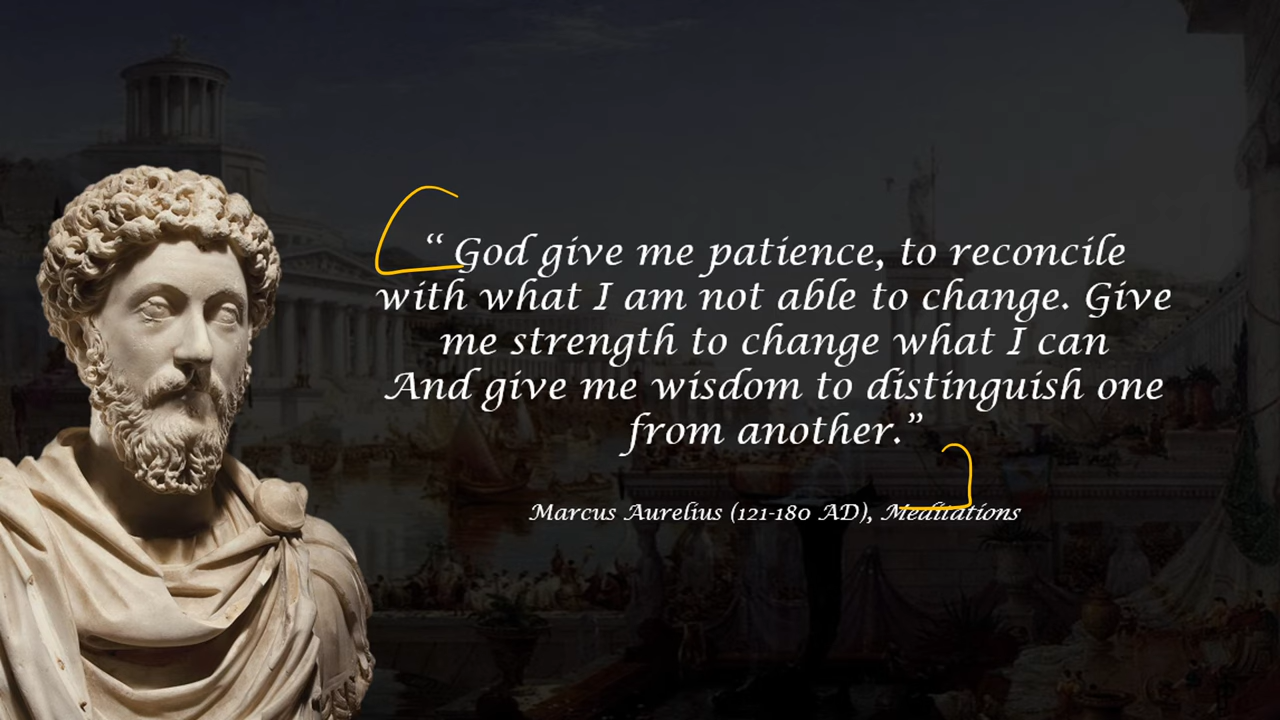 “ God give me patience, to reconcile
with what I am not able to change. Give
me strength to change what I can
And give me wisdom to distinguish one
from another.”
Marcus Aurelius (121-180 AD), Meditations